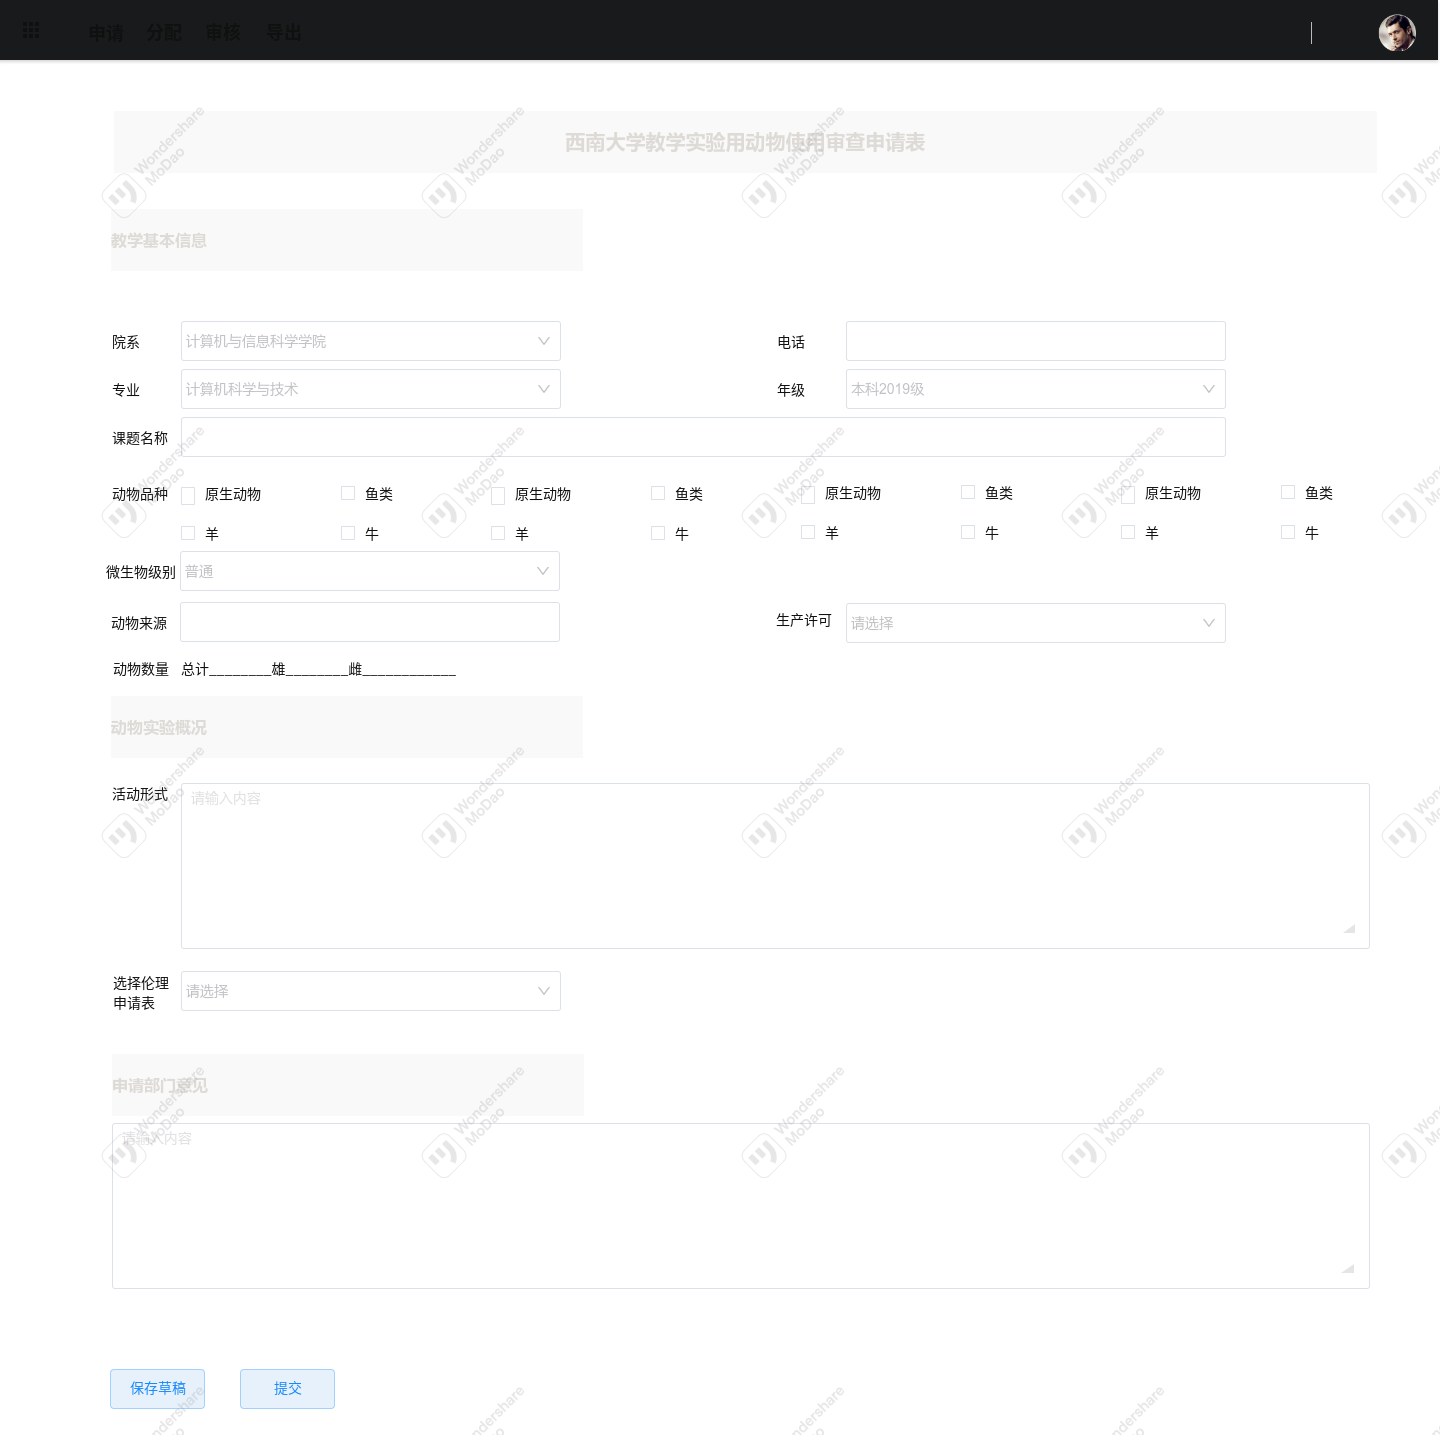 申请 分配 审核 导出
西南大学教学实验用动物使用审查申请表
教学基本信息
院系 计算机与信息科学学院 电话
专业 计算机科学与技术 年级 本科2019级
课题名称
动物品种 原生动物 鱼类 原生动物 鱼类 原生动物 鱼类 原生动物 鱼类
羊 牛 羊 牛 羊 牛 羊 牛
微生物级别 普通
动物来源 生产许可 请选择
动物数量 总计________雄________雌____________
动物实验概况
活动形式 请输入内容
选择伦理 请选择
申请表
申请部门意见
请输入内容
保存草稿 提交
Wondershare
MoDao